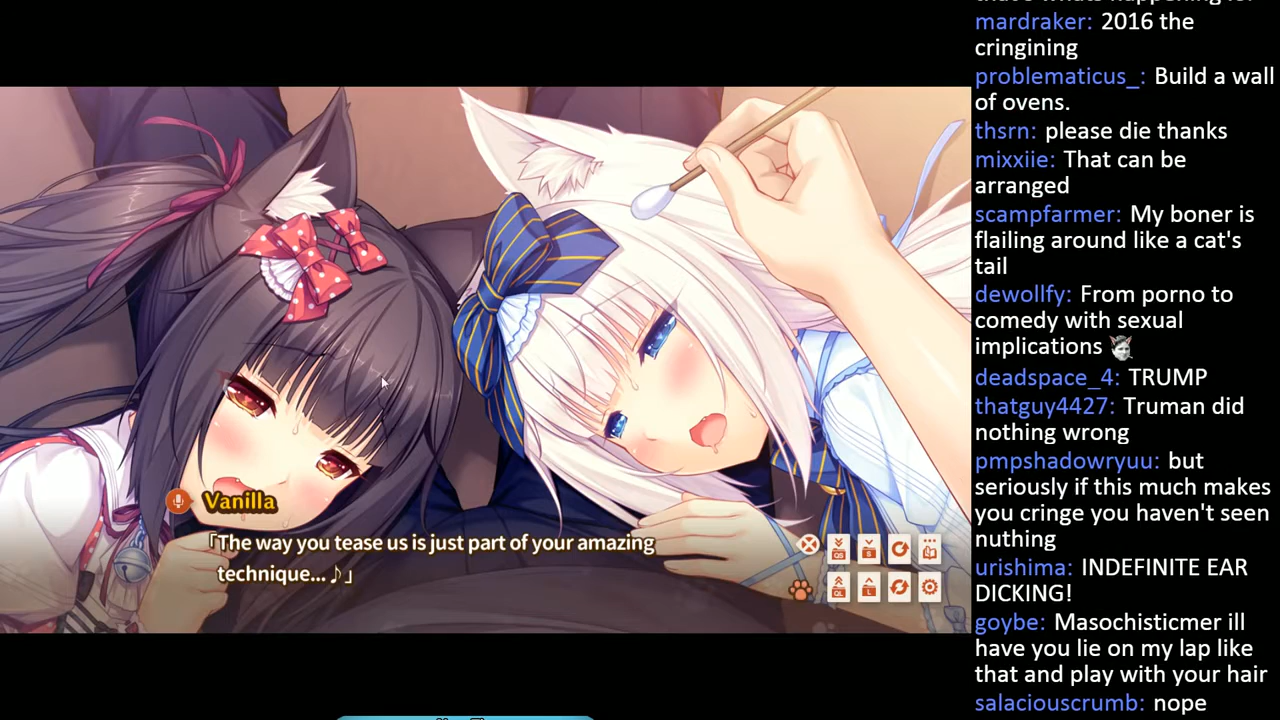 Vanilla
「The way you tease us is just part of your amazing
technique...♪」
mardraker: 2016 the
cringining
problematicus_: Build a wall
of ovens.
thsrn: please die thanks
mixxiie: That can be
arranged
scampfarmer: My boner is
flailing around like a cat's
tail
dewollfy: From porno to
comedy with sexual
implications
deadspace_4: TRUMP
thatguy4427: Truman did
nothing wrong
pmpshadowryuu: but
seriously if this much makes
you cringe you haven't seen
nuthing
urishima: INDEFINITE EAR
DICKING!
goybe: Masochisticmer ill
have you lie on my lap like
that and play with your hair
salaciouscrumb: nope